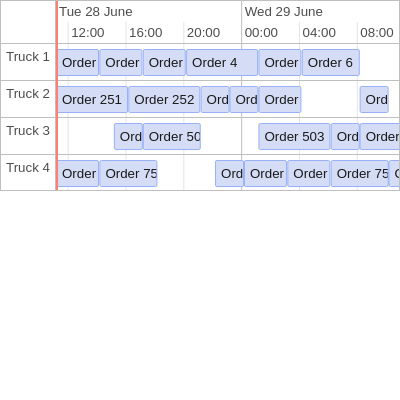 Tue 28 June Wed 29 June
12:00 16:00 20:00 00:00 04:00 08:00
Truck 1 Order Order Order Order 4 Order Order 6
Truck 2 Order 251 Order 252 Ord Ord Order Ord
Truck 3 Ord Order 50 Order 503 Ord Order
Truck 4 Order Order 75 Ord Order Order Order 75